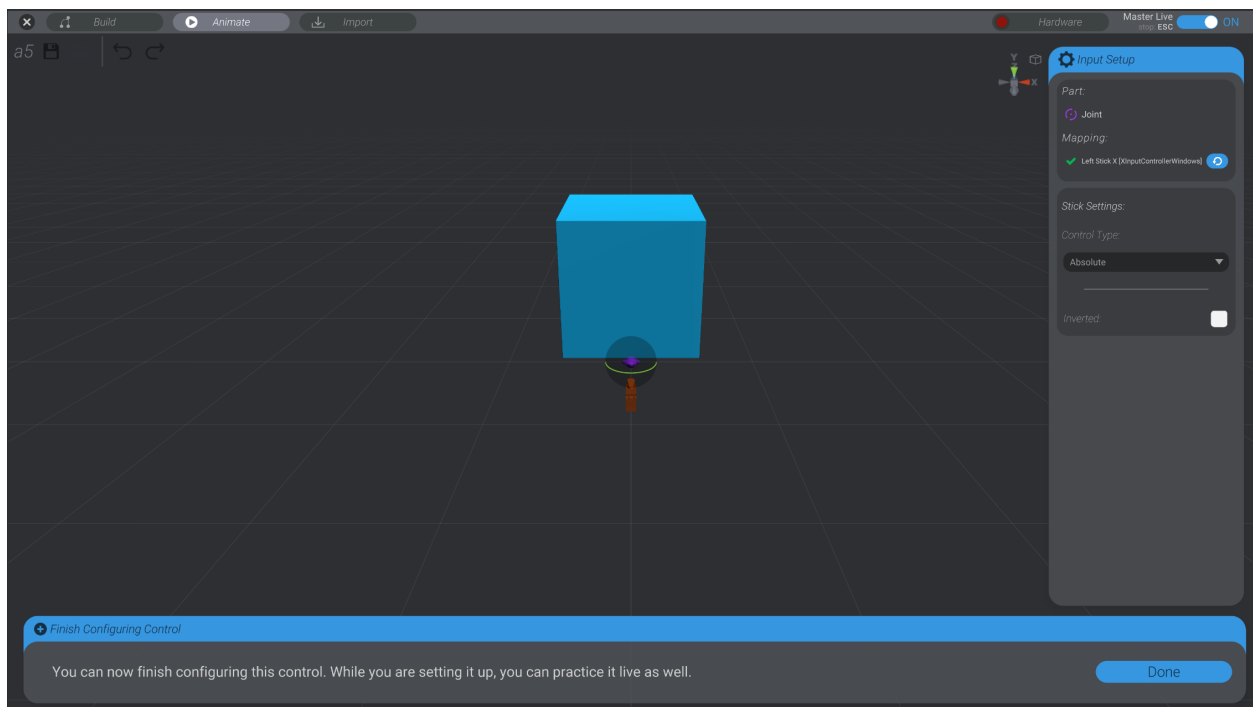 Build
Animate
Import
Hardware
Master Live
stop: ESC
ON
a5
Y
Z
X
Input Setup
Part:
Joint
Mapping:
Left Stick X [XInputControllerWindows]
Stick Settings:
Control Type:
Absolute
Inverted:
Finish Configuring Control
You can now finish configuring this control. While you are setting it up, you can practice it live as well.
Done